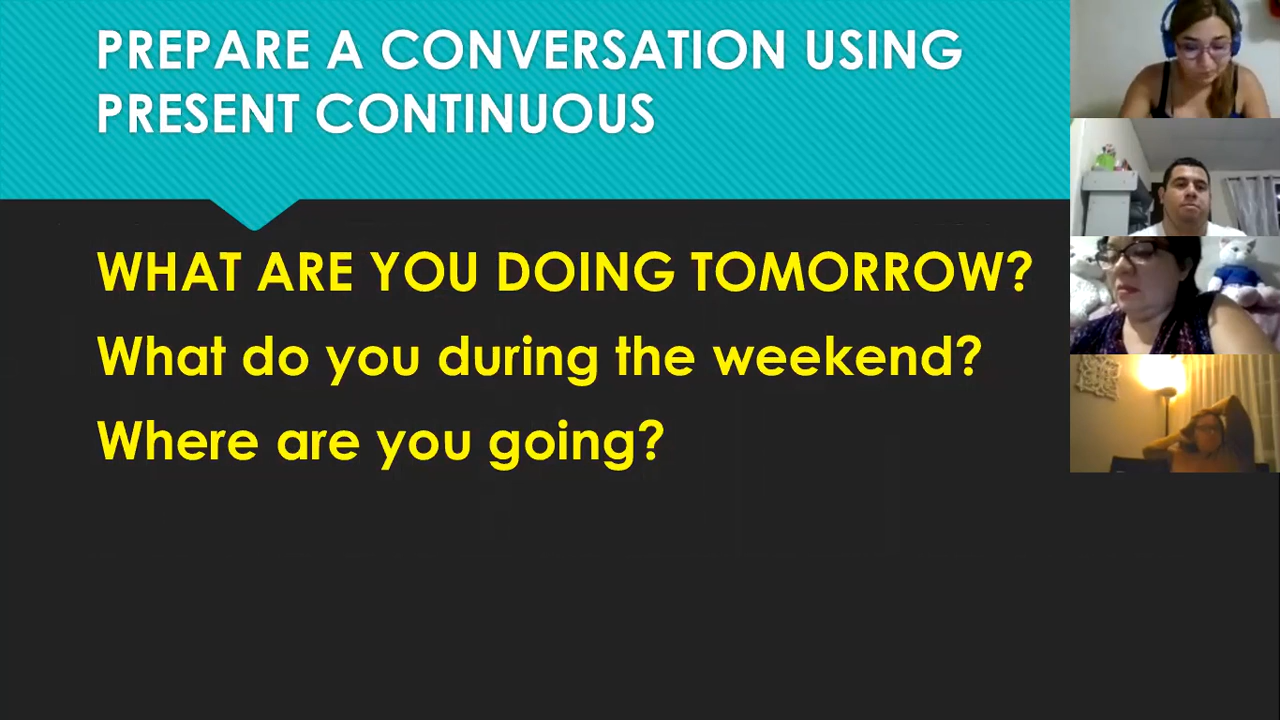 PREPARE A CONVERSATION USING
PRESENT CONTINUOUS
WHAT ARE YOU DOING TOMORROW?
What do you during the weekend?
Where are you going?